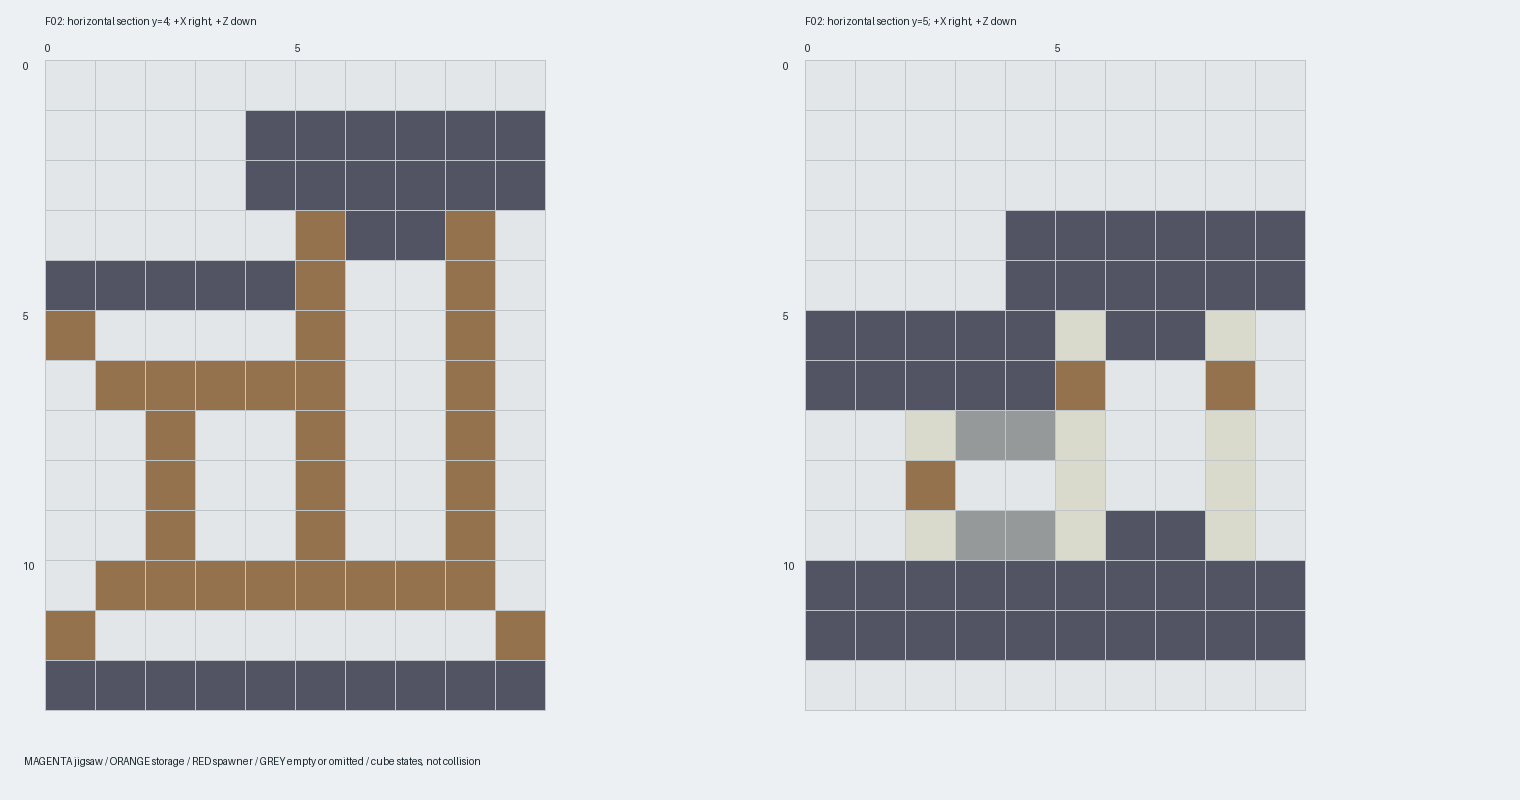 F02: horizontal section y=4; +X right, +Z down
0 5
0
5
10
F02: horizontal section y=5; +X right, +Z down
0 5
0
5
10
MAGENTA jigsaw / ORANGE storage / RED spawner / GREY empty or omitted / cube states, not collision